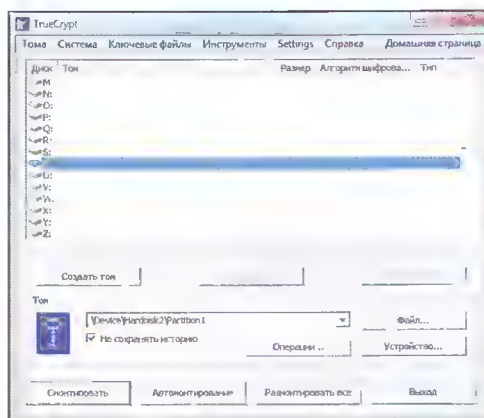 TrueCrypt
Тома Система Ключевые файлы Инструменты Settings Справка Домашняя страница
Диск Том Размер Алгоритм шифрова... Тип
M
N:
O:
P:
Q:
R:
S:
U:
V:
W:
X:
Y:
Z:
Создать том
Том
\Device\Harddisk2\Partition1
Файл...
Не сохранять историю
Операции ..
Устройство...
Смонтировать Автомонтирование Размонтировать все Выход